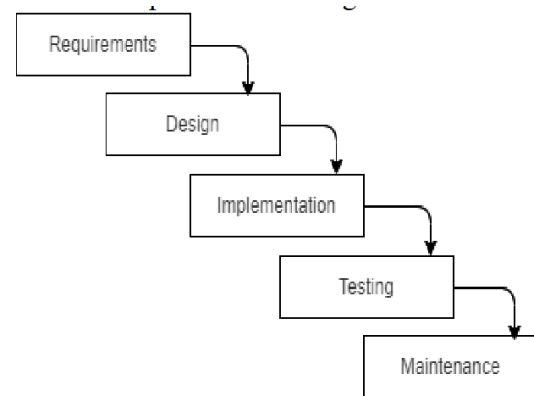 Requirements
Design
Implementation
Testing
Maintenance